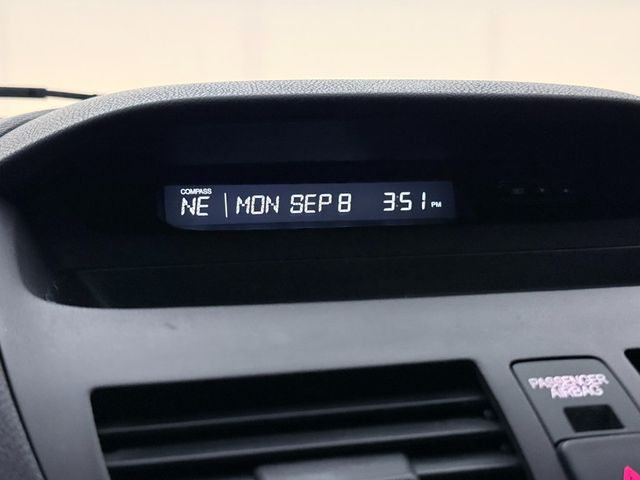 COMPASS
NE | MON SEP 8 3:51 PM
PASSENGER
AIRBAG